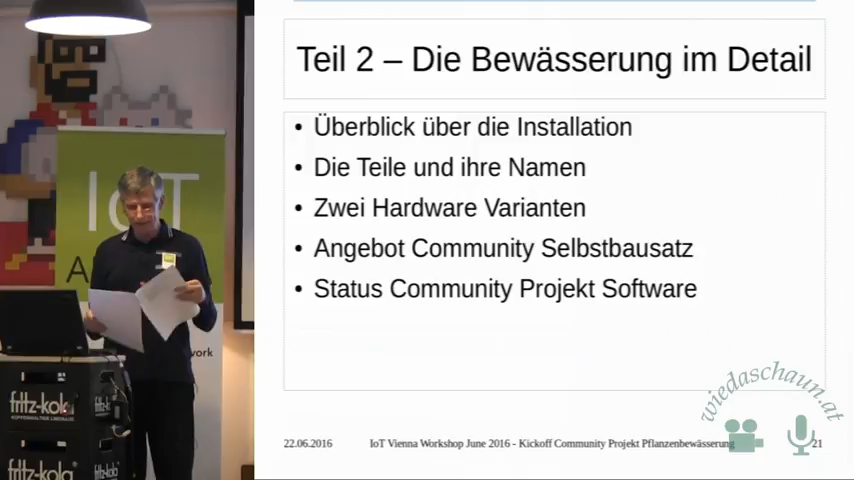 Teil 2 – Die Bewässerung im Detail
• Überblick über die Installation
• Die Teile und ihre Namen
• Zwei Hardware Varianten
• Angebot Community Selbstbausatz
• Status Community Projekt Software
22.06.2016 IoT Vienna Workshop June 2016 - Kickoff Community Projekt Pflanzenbewässerung 21
wiedaschaun.at
IoT
A
work
fritz-kola
fritz-kola